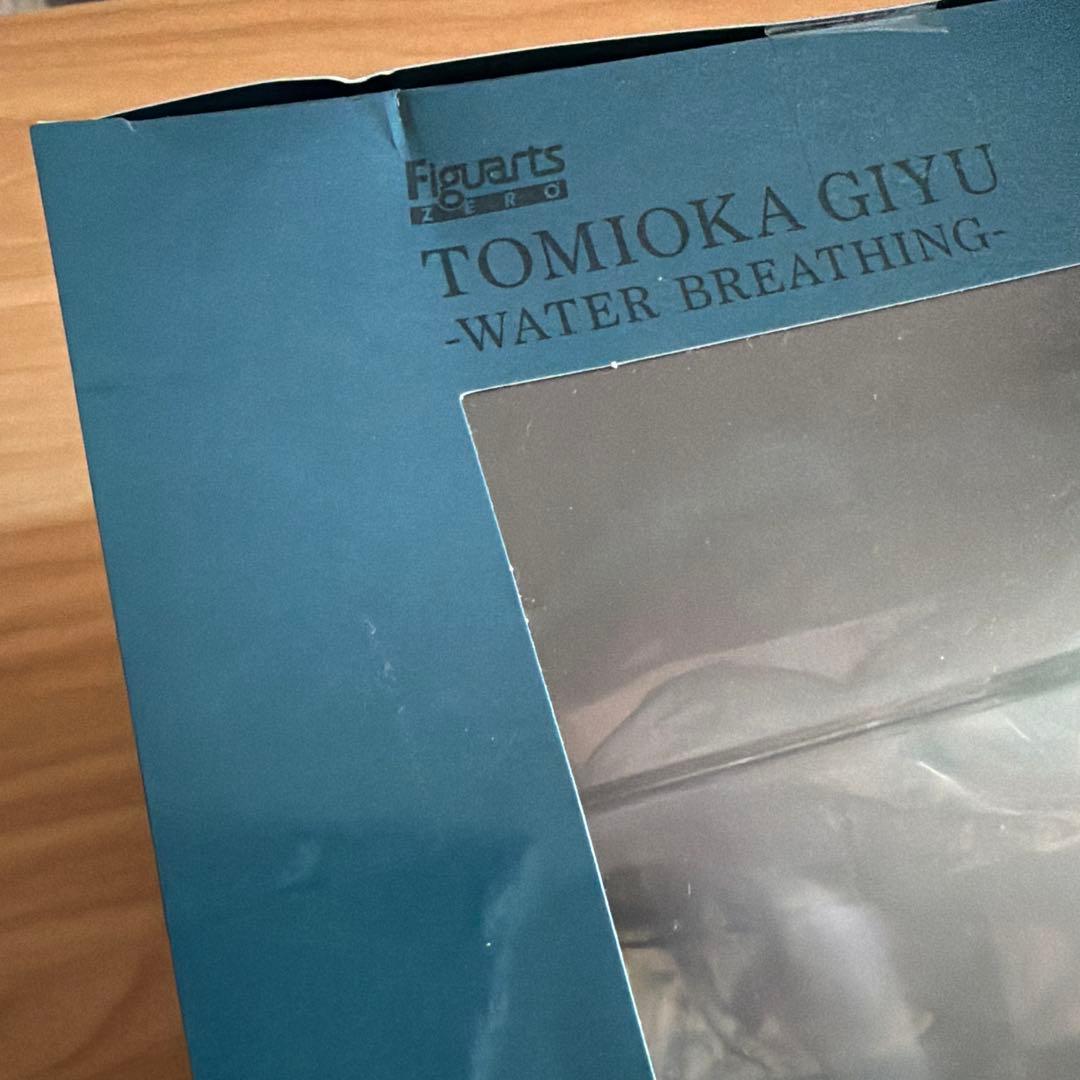 Figuarts
ZERO
TOMIOKA GIYU
-WATER BREATHING-